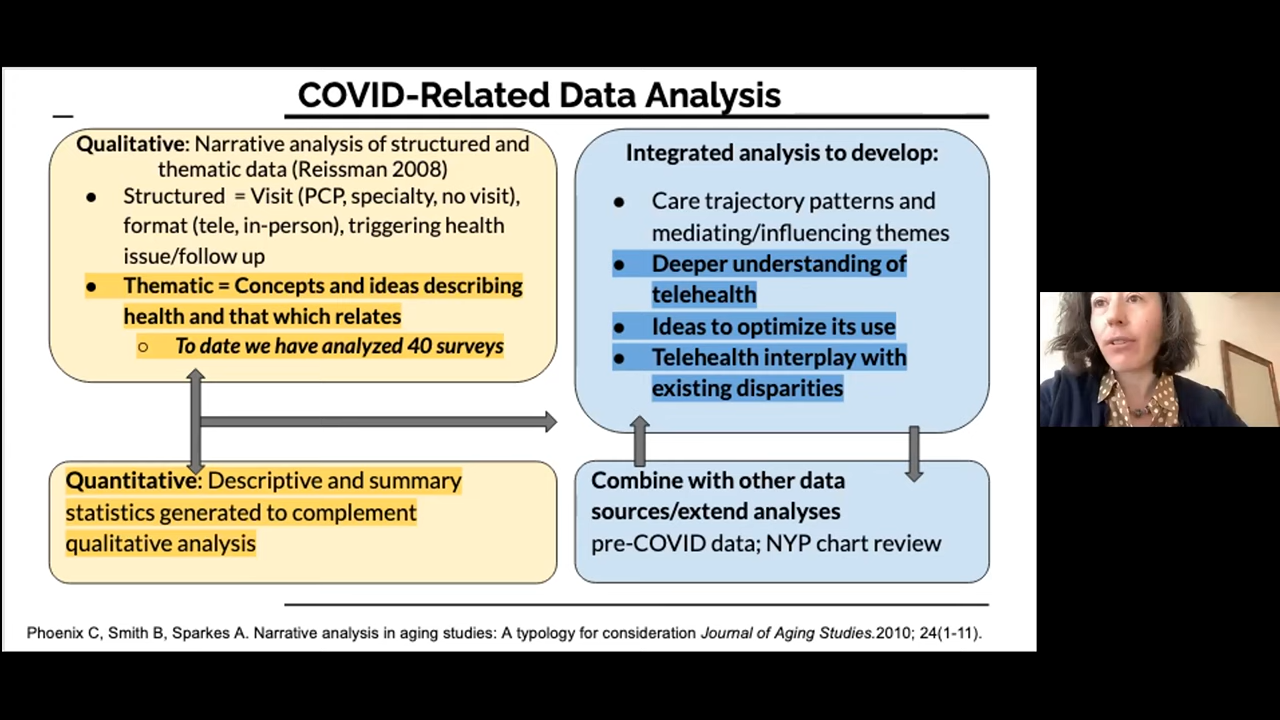 COVID-Related Data Analysis
Qualitative: Narrative analysis of structured and
thematic data (Reissman 2008)
● Structured = Visit (PCP, specialty, no visit),
format (tele, in-person), triggering health
issue/follow up
● Thematic = Concepts and ideas describing
health and that which relates
○ To date we have analyzed 40 surveys
Quantitative: Descriptive and summary
statistics generated to complement
qualitative analysis
Integrated analysis to develop:
● Care trajectory patterns and
mediating/influencing themes
● Deeper understanding of
telehealth
● Ideas to optimize its use
● Telehealth interplay with
existing disparities
Combine with other data
sources/extend analyses
pre-COVID data; NYP chart review
Phoenix C, Smith B, Sparkes A. Narrative analysis in aging studies: A typology for consideration Journal of Aging Studies.2010; 24(1-11).